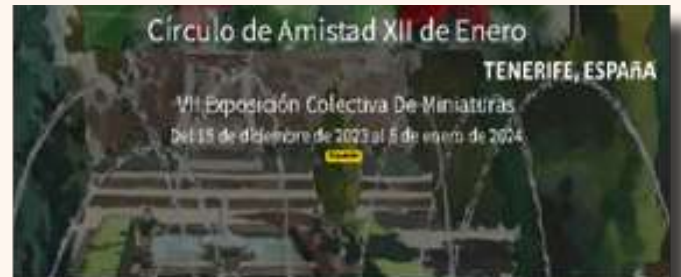 Círculo de Amistad XII de Enero
TENERIFE, ESPAñA
VII Exposición Colectiva De Miniaturas
Del 15 de diciembre de 2023 al 5 de enero de 2024